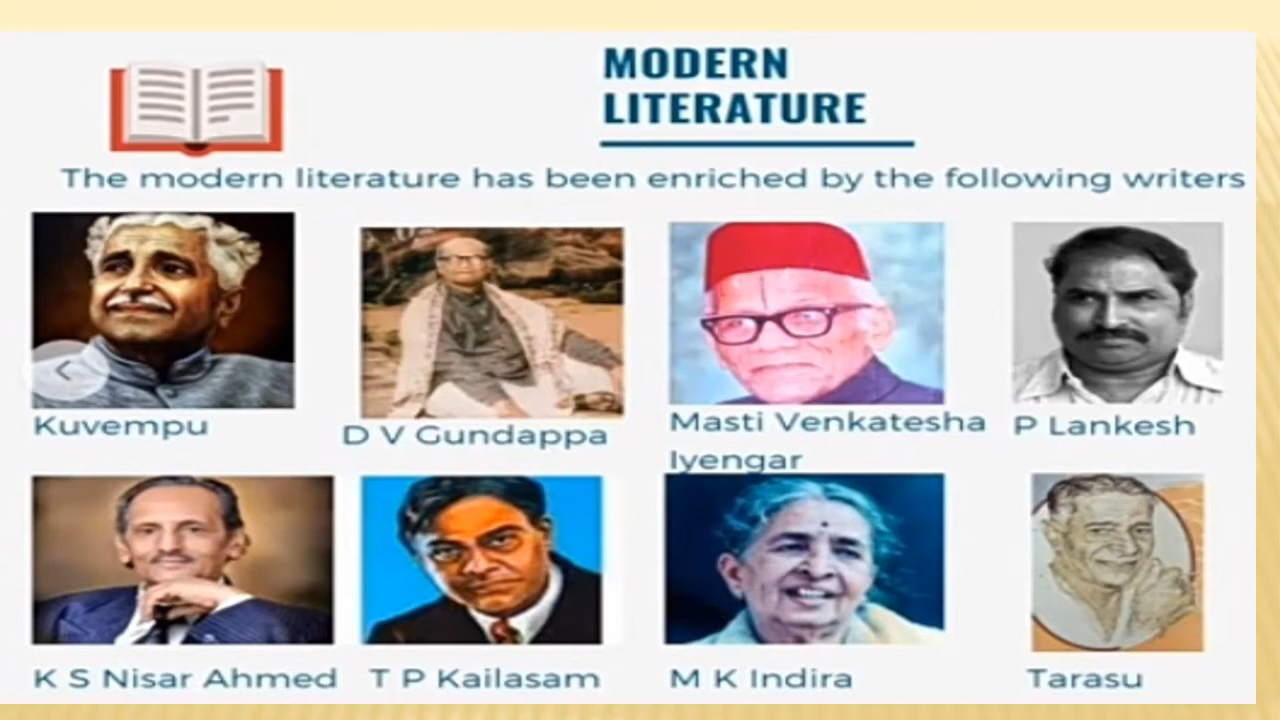 MODERN
LITERATURE
The modern literature has been enriched by the following writers
Kuvempu
D V Gundappa
Masti Venkatesha
Iyengar
P Lankesh
K S Nisar Ahmed
T P Kailasam
M K Indira
Tarasu